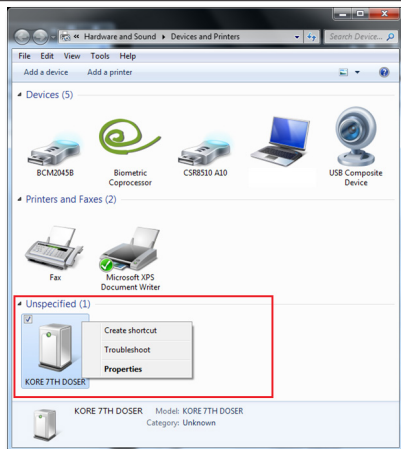 « Hardware and Sound ▸ Devices and Printers
Search Device...
File Edit View Tools Help
Add a device Add a printer
Devices (5)
BCM2045B
Biometric
Coprocessor
CSR8510 A10
USB Composite
Device
Printers and Faxes (2)
Fax
Microsoft XPS
Document Writer
Unspecified (1)
Create shortcut
Troubleshoot
Properties
KORE 7TH DOSER
KORE 7TH DOSER Model: KORE 7TH DOSER
Category: Unknown